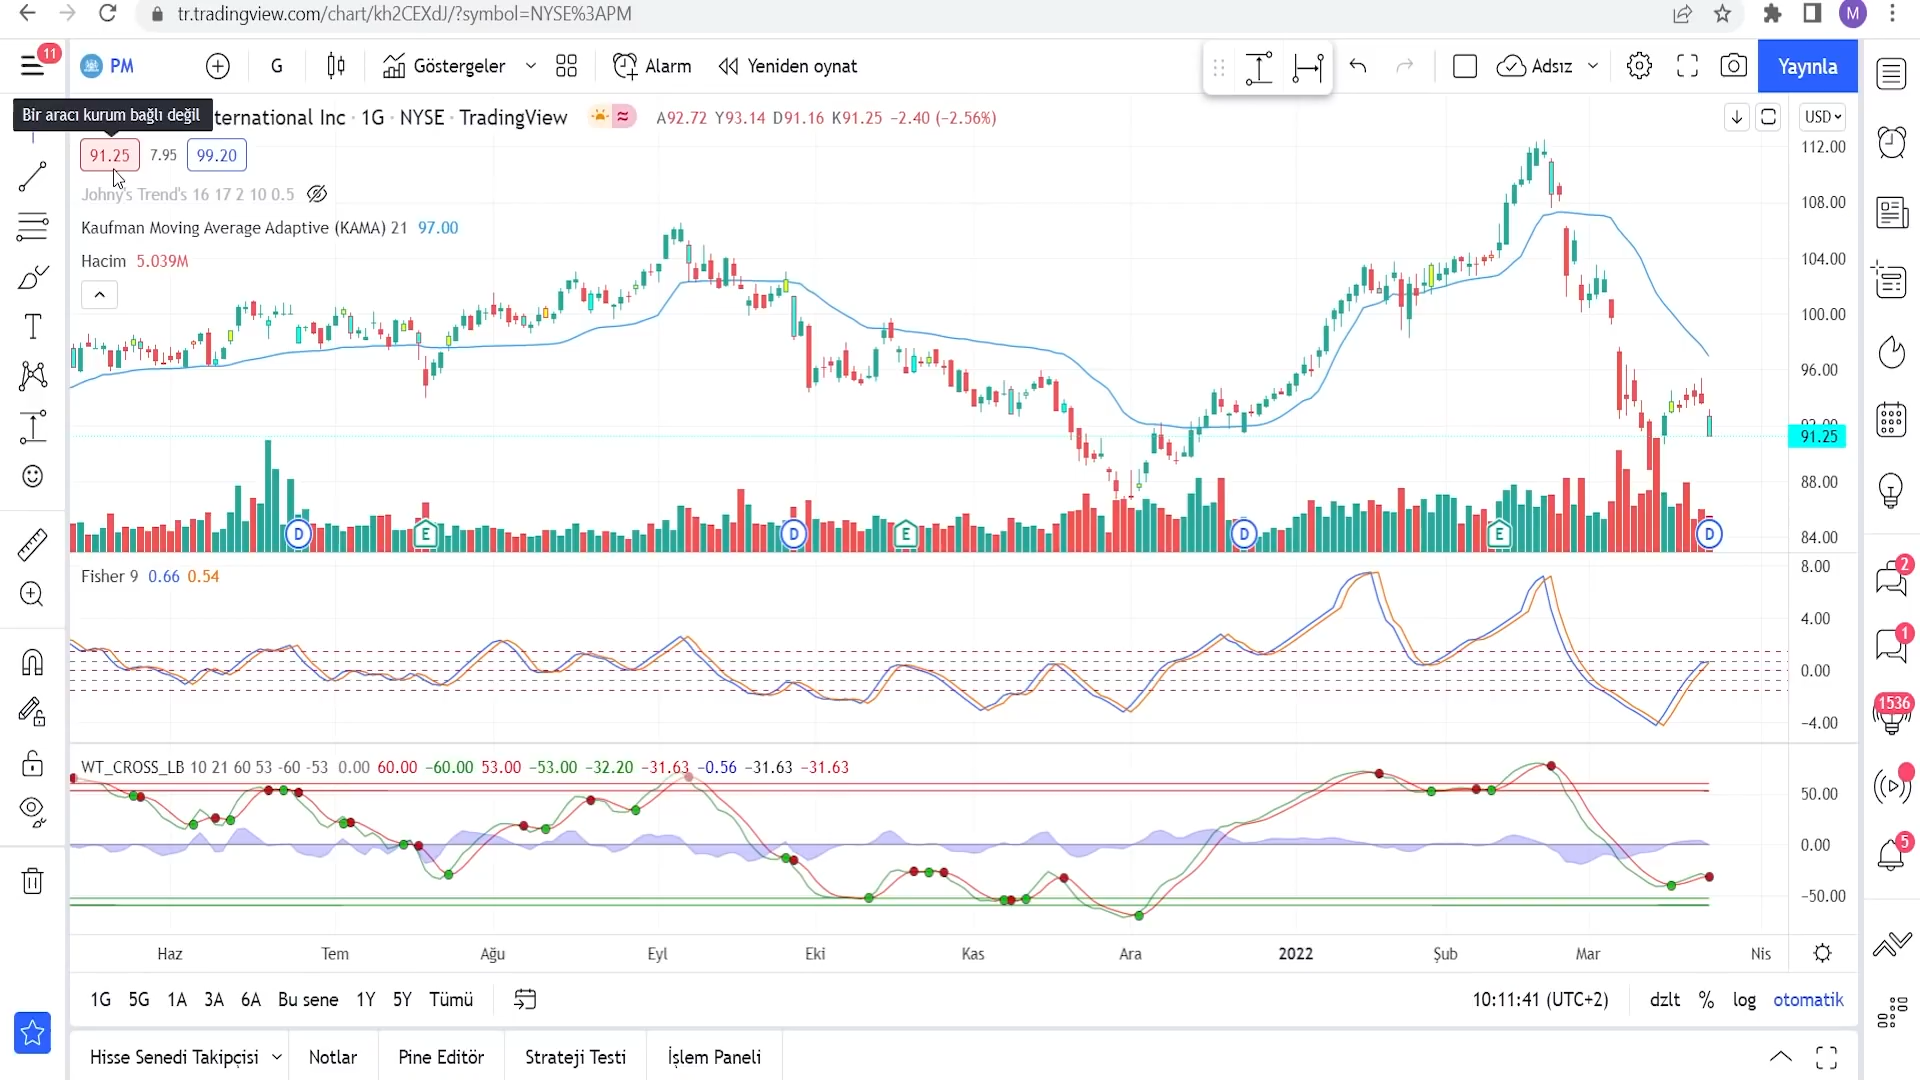 tr.tradingview.com/chart/kh2CEXdJ/?symbol=NYSE%3APM
M
11
PM
G
Göstergeler
Alarm
Yeniden oynat
Adsız
Yayınla
Bir aracı kurum bağlı değil
ternational Inc · 1G · NYSE · TradingView
A92.72 Y93.14 D91.16 K91.25 −2.40 (−2.56%)
USD
91.25 7.95 99.20
Johny's Trend's 16 17 2 10 0.5
Kaufman Moving Average Adaptive (KAMA) 21 97.00
Hacim 5.039M
112.00
108.00
104.00
100.00
96.00
92.00
91.25
88.00
84.00
D
E
D
E
D
E
D
Fisher 9 0.66 0.54
8.00
4.00
0.00
−4.00
WT_CROSS_LB 10 21 60 53 -60 -53 0.00 60.00 −60.00 53.00 −53.00 −32.20 −31.63 −0.56 −31.63 −31.63
50.00
0.00
−50.00
2
1
1536
5
Haz Tem Ağu Eyl Eki Kas Ara 2022 Şub Mar Nis
1G 5G 1A 3A 6A Bu sene 1Y 5Y Tümü
10:11:41 (UTC+2) dzlt % log otomatik
Hisse Senedi Takipçisi Notlar Pine Editör Strateji Testi İşlem Paneli